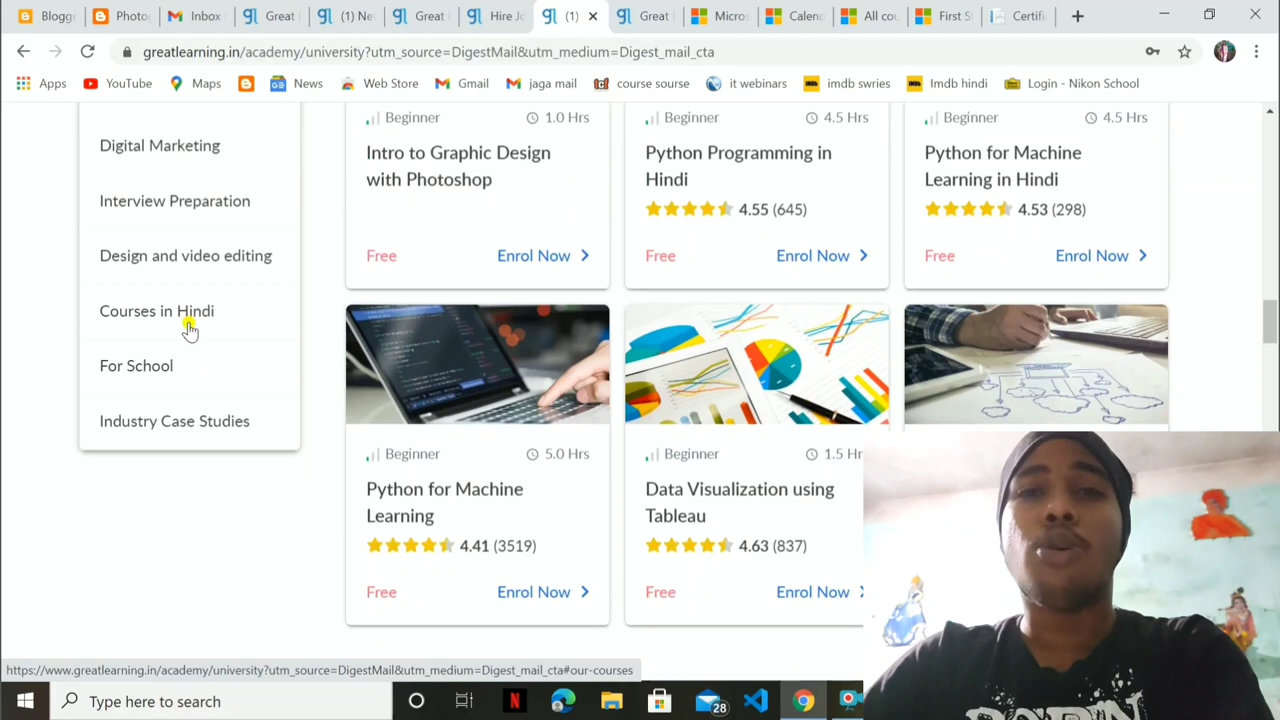 Blogg
Photo
Inbox
Great L
(1) Ne
Great L
Hire Jo
(1)
Great
Micros
Calen
All cou
First S
Certifi
greatlearning.in/academy/university?utm_source=DigestMail&utm_medium=Digest_mail_cta
Apps
YouTube
Maps
News
Web Store
Gmail
jaga mail
course sourse
it webinars
imdb swries
Imdb hindi
Login - Nikon School
Digital Marketing
Interview Preparation
Design and video editing
Courses in Hindi
For School
Industry Case Studies
Beginner 1.0 Hrs
Intro to Graphic Design
with Photoshop
Free Enrol Now
Beginner 4.5 Hrs
Python Programming in
Hindi
4.55 (645)
Free Enrol Now
Beginner 4.5 Hrs
Python for Machine
Learning in Hindi
4.53 (298)
Free Enrol Now
Beginner 5.0 Hrs
Python for Machine
Learning
4.41 (3519)
Free Enrol Now
Beginner 1.5 Hr
Data Visualization using
Tableau
4.63 (837)
Free Enrol Now
https://www.greatlearning.in/academy/university?utm_source=DigestMail&utm_medium=Digest_mail_cta#our-courses
Type here to search
28